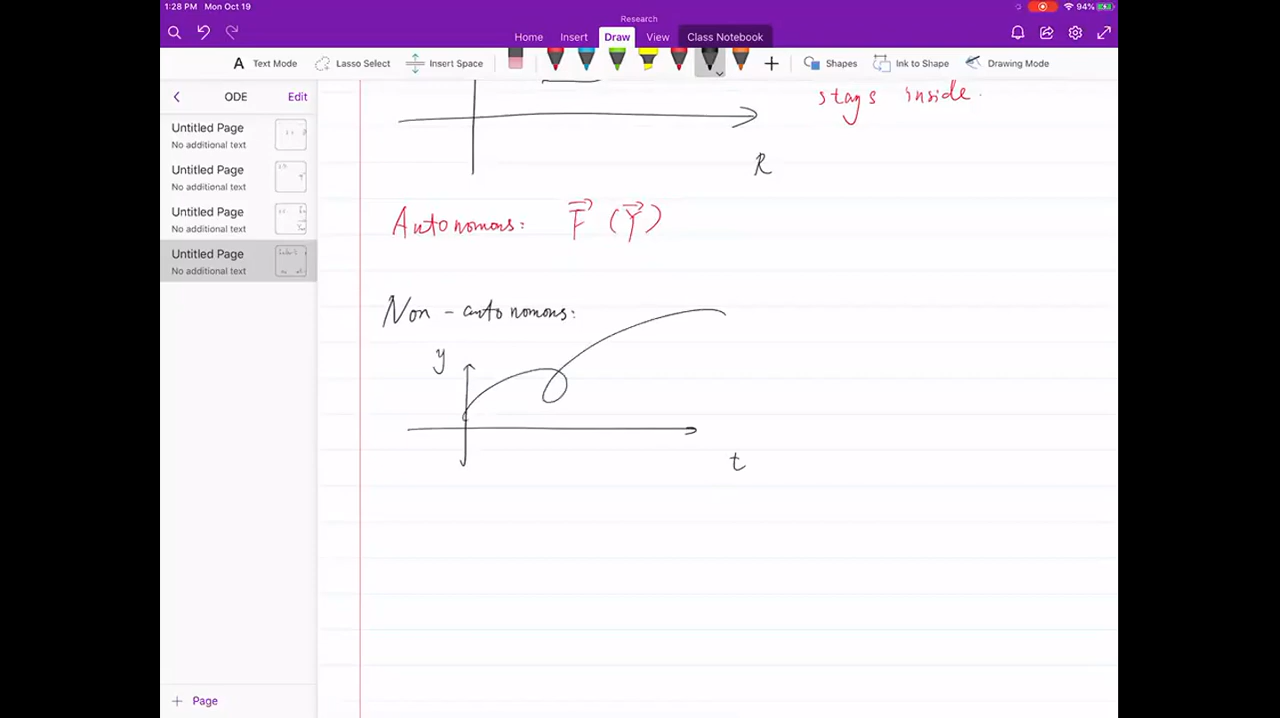 1:28 PM Mon Oct 19
94%
Research
Home Insert Draw View Class Notebook
A Text Mode Lasso Select Insert Space Shapes Ink to Shape Drawing Mode
ODE Edit
Untitled Page
No additional text
Untitled Page
No additional text
Untitled Page
No additional text
Untitled Page
No additional text
stays inside.
R
Autonomous: F⃗ (Y⃗)
Non-autonomous:
y
t
+ Page